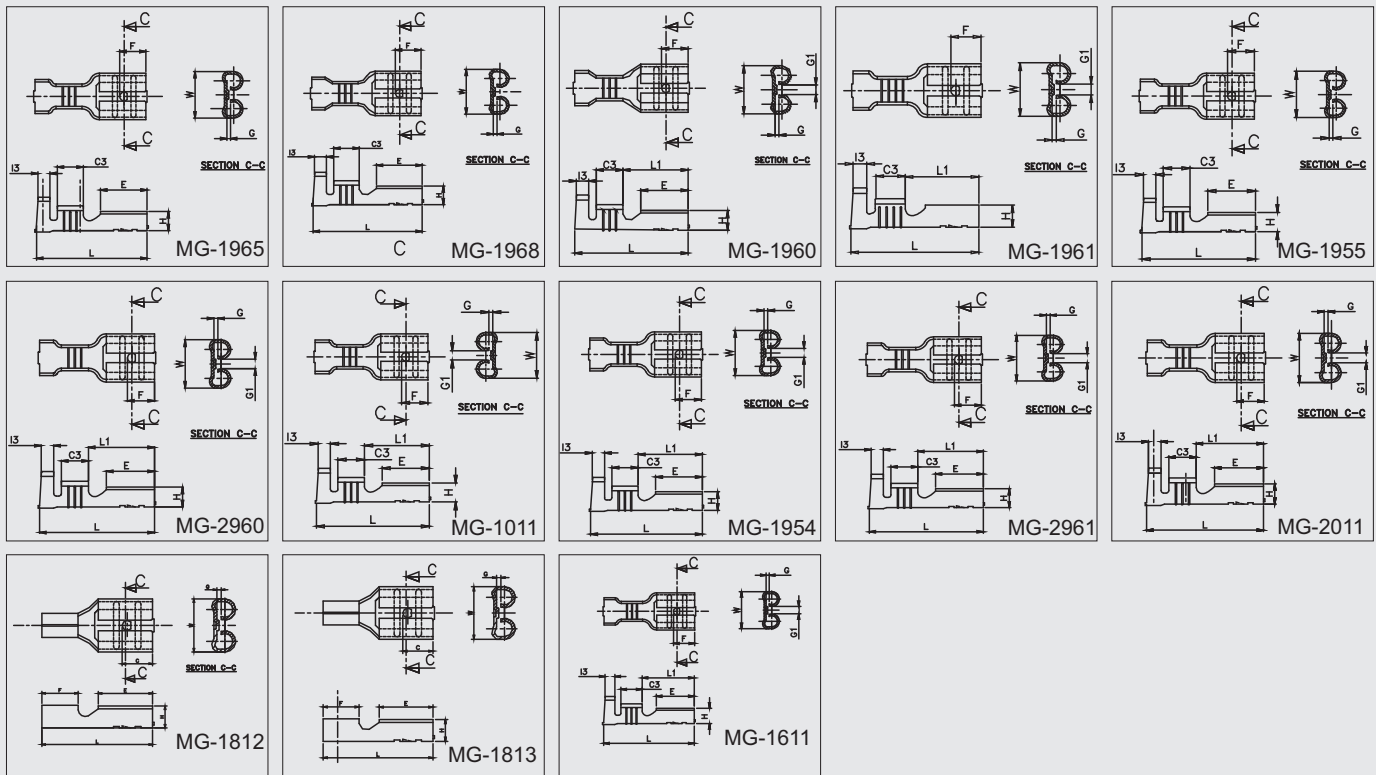 C
F
W
G
C
SECTION C-C
I3
C3
E
H
L
MG-1965
C
F
W
G
C
SECTION C-C
I3
C3
E
H
L
C
MG-1968
C
F
W
G1
G
C
SECTION C-C
L1
I3
C3
E
H
L
MG-1960
F
W
G1
G
SECTION C-C
I3
C3
L1
H
L
MG-1961
C
F
W
G
C
SECTION C-C
I3
C3
E
H
L
MG-1955
C
G
W
G1
F
C
SECTION C-C
I3
L1
C3
E
H
L
MG-2960
C
G
G1
W
F
C
SECTION C-C
I3
L1
C3
E
H
L
MG-1011
C
G
W
G1
F
C
SECTION C-C
I3
L1
C3
E
H
L
MG-1954
C
G
W
G1
F
C
SECTION C-C
I3
L1
C3
E
H
L
MG-2961
C
G
W
G1
F
C
SECTION C-C
I3
L1
C3
E
H
L
MG-2011
C
G
C
SECTION C-C
F
E
H
L
MG-1812
C
G
C
F
E
H
L
MG-1813
C
G
W
G1
F
C
SECTION C-C
I3
L1
C3
E
H
L
MG-1611